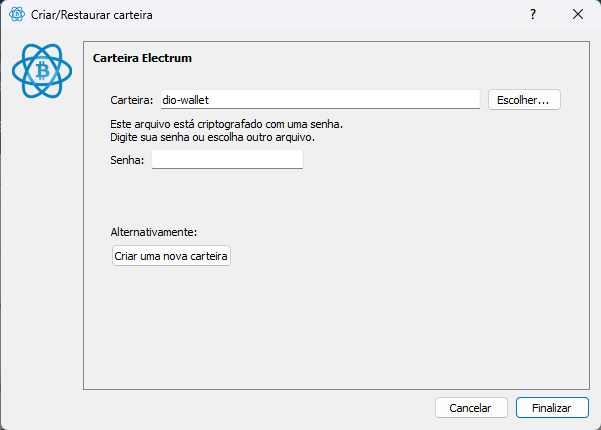 Criar/Restaurar carteira
?
Carteira Electrum
Carteira: dio-wallet Escolher...
Este arquivo está criptografado com uma senha.
Digite sua senha ou escolha outro arquivo.
Senha:
Alternativamente:
Criar uma nova carteira
Cancelar Finalizar